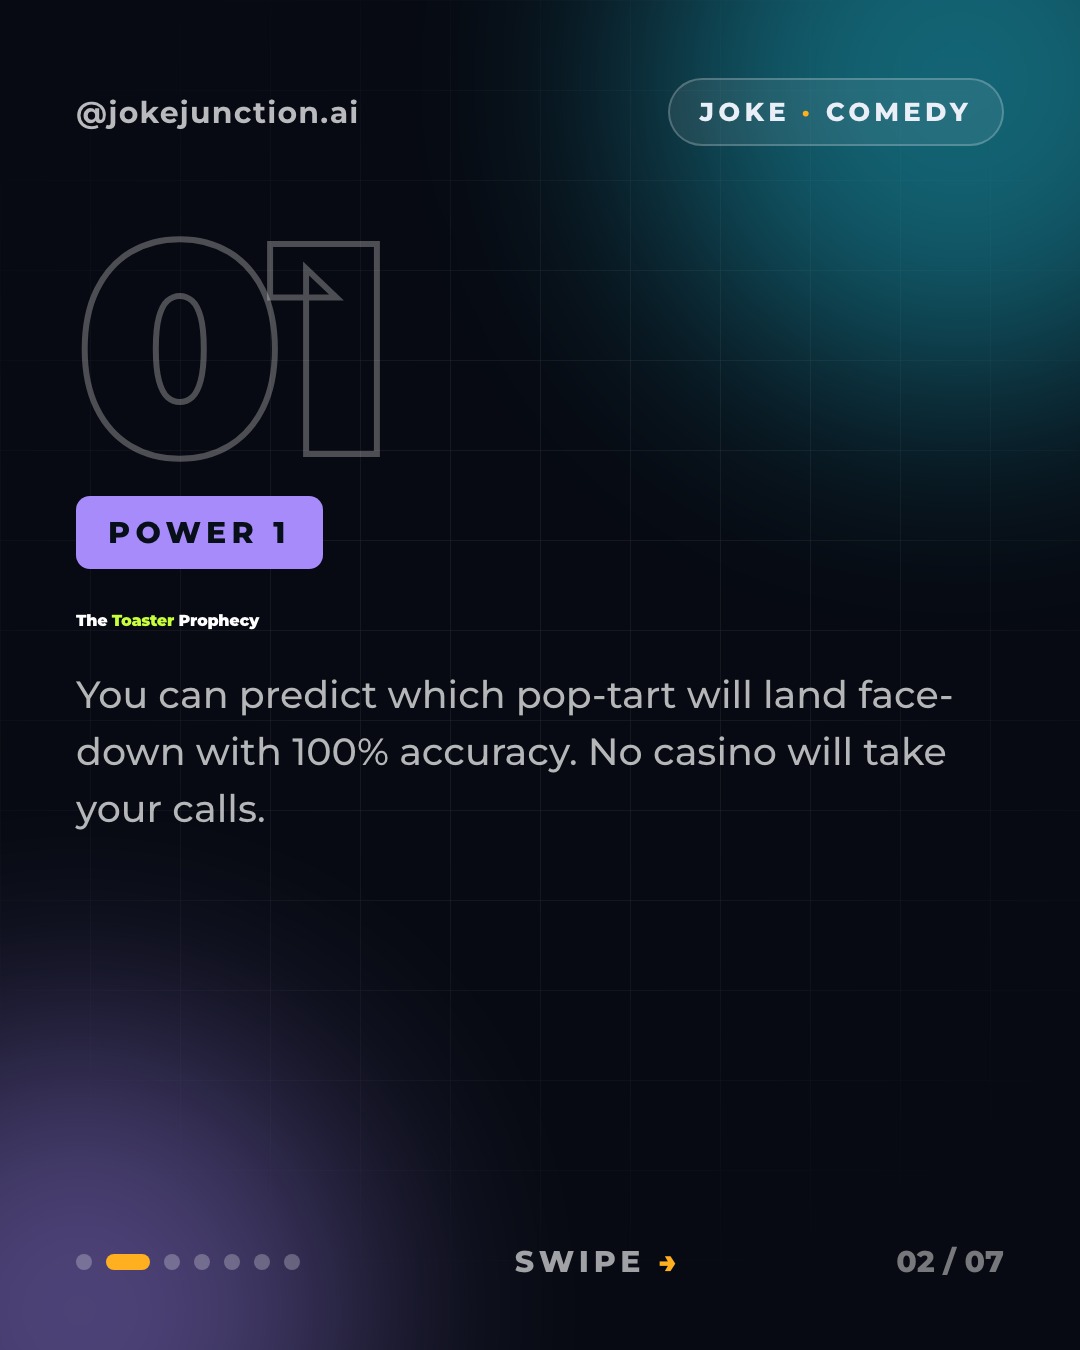 @jokejunction.ai
JOKE • COMEDY
01
POWER 1
The Toaster Prophecy
You can predict which pop-tart will land face-
down with 100% accuracy. No casino will take
your calls.
SWIPE →
02 / 07